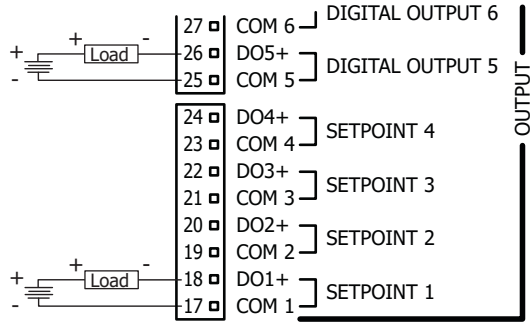 27 COM 6 DIGITAL OUTPUT 6
+ Load - 26 DO5+ DIGITAL OUTPUT 5
+
- 25 COM 5
OUTPUT
24 DO4+ SETPOINT 4
23 COM 4
22 DO3+ SETPOINT 3
21 COM 3
20 DO2+ SETPOINT 2
19 COM 2
+ Load - 18 DO1+ SETPOINT 1
+
- 17 COM 1